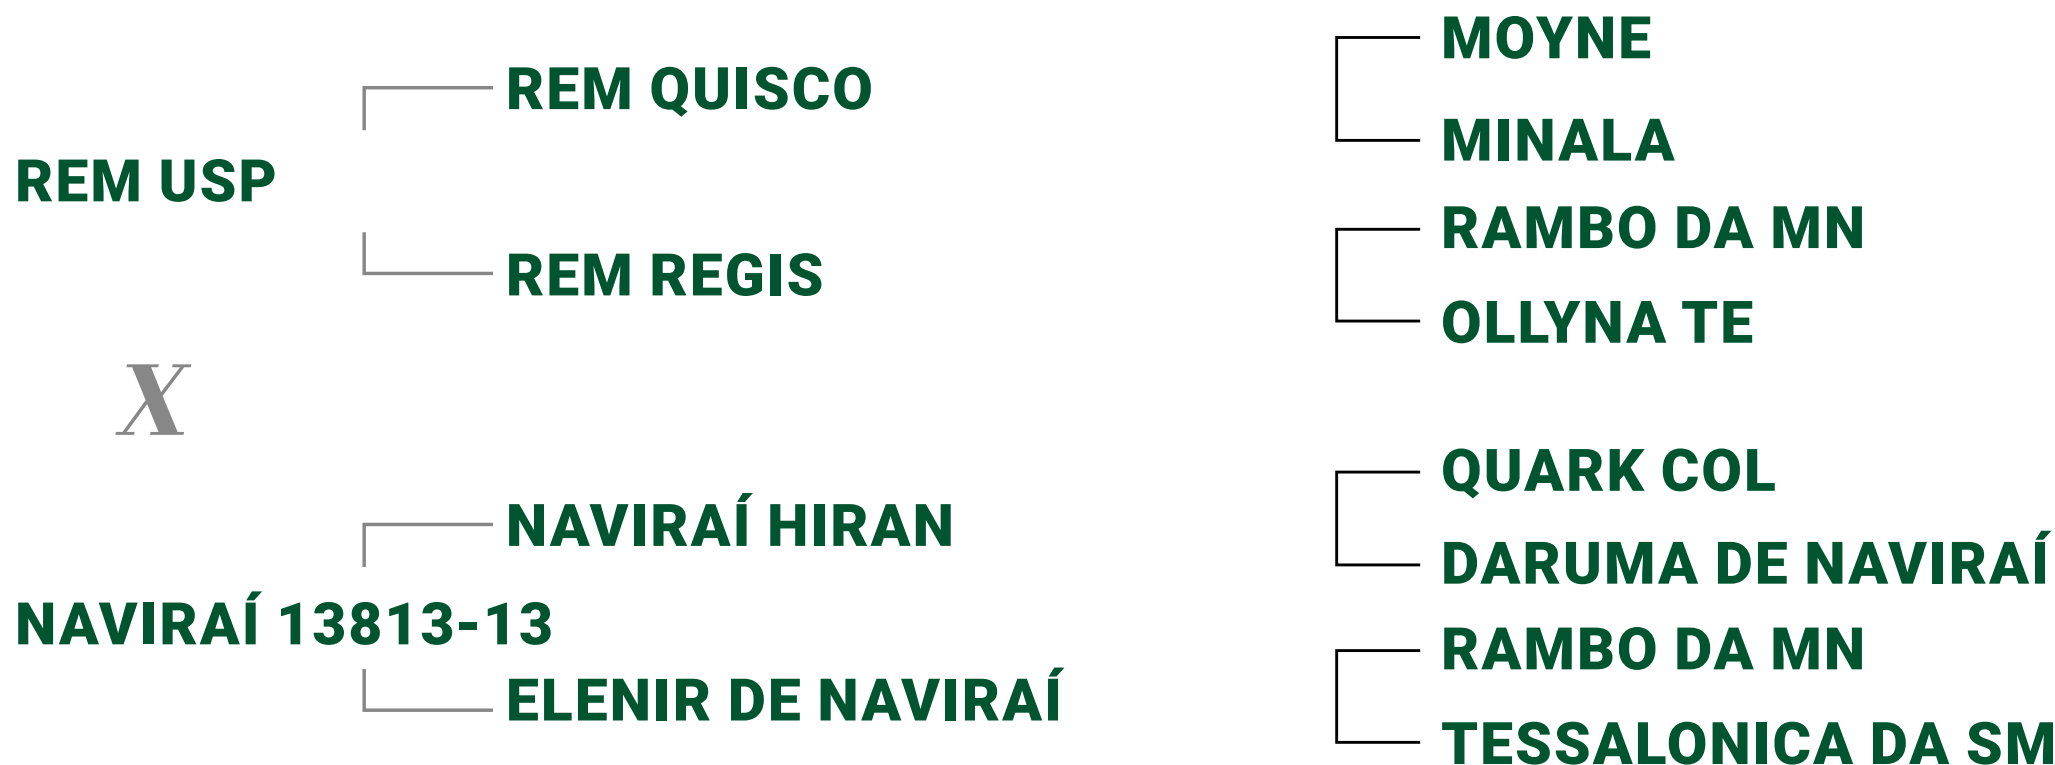 REM USP
REM QUISCO
REM REGIS
MOYNE
MINALA
RAMBO DA MN
OLLYNA TE
X
NAVIRAÍ 13813-13
NAVIRAÍ HIRAN
ELENIR DE NAVIRAÍ
QUARK COL
DARUMA DE NAVIRAÍ
RAMBO DA MN
TESSALONICA DA SM